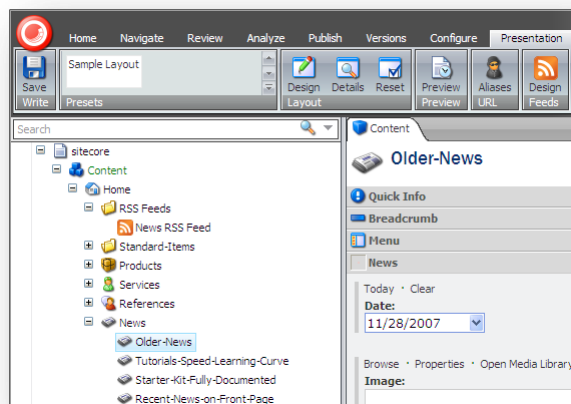 Home Navigate Review Analyze Publish Versions Configure Presentation
Sample Layout
Save Design Details Reset Preview Aliases Design
Write Presets Layout Preview URL Feeds
Search Content
sitecore
Older-News
Content
Home
Quick Info
RSS Feeds
Breadcrumb
News RSS Feed
Menu
Standard-Items
News
Products
Services
Today · Clear
References
Date:
News
11/28/2007
Older-News
Tutorials-Speed-Learning-Curve
Browse · Properties · Open Media Library
Starter-Kit-Fully-Documented
Image:
Recent-News-on-Front-Page